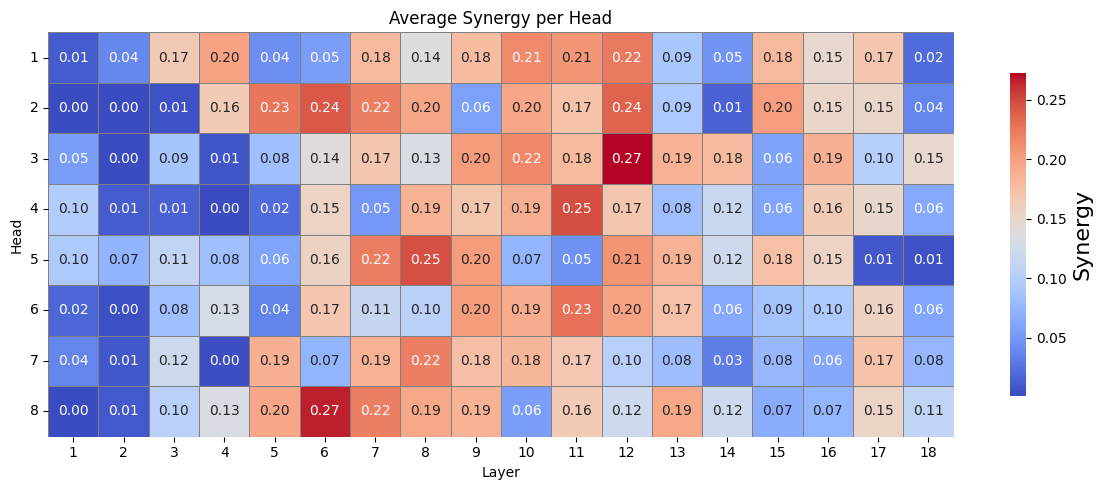 Average Synergy per Head
1 0.01 0.04 0.17 0.20 0.04 0.05 0.18 0.14 0.18 0.21 0.21 0.22 0.09 0.05 0.18 0.15 0.17 0.02
2 0.00 0.00 0.01 0.16 0.23 0.24 0.22 0.20 0.06 0.20 0.17 0.24 0.09 0.01 0.20 0.15 0.15 0.04
3 0.05 0.00 0.09 0.01 0.08 0.14 0.17 0.13 0.20 0.22 0.18 0.27 0.19 0.18 0.06 0.19 0.10 0.15
4 0.10 0.01 0.01 0.00 0.02 0.15 0.05 0.19 0.17 0.19 0.25 0.17 0.08 0.12 0.06 0.16 0.15 0.06
5 0.10 0.07 0.11 0.08 0.06 0.16 0.22 0.25 0.20 0.07 0.05 0.21 0.19 0.12 0.18 0.15 0.01 0.01
6 0.02 0.00 0.08 0.13 0.04 0.17 0.11 0.10 0.20 0.19 0.23 0.20 0.17 0.06 0.09 0.10 0.16 0.06
7 0.04 0.01 0.12 0.00 0.19 0.07 0.19 0.22 0.18 0.18 0.17 0.10 0.08 0.03 0.08 0.06 0.17 0.08
8 0.00 0.01 0.10 0.13 0.20 0.27 0.22 0.19 0.19 0.06 0.16 0.12 0.19 0.12 0.07 0.07 0.15 0.11
1 2 3 4 5 6 7 8 9 10 11 12 13 14 15 16 17 18
Layer
Head
0.25
0.20
0.15
0.10
0.05
Synergy